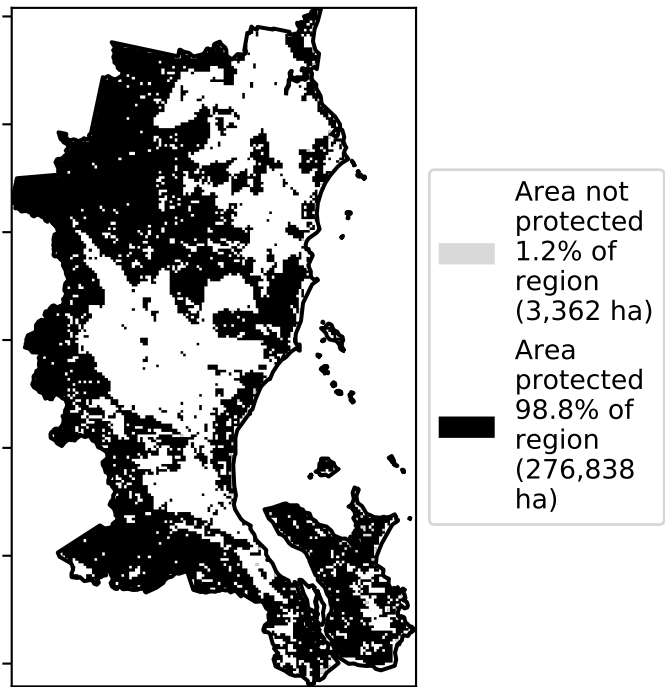 Area not
protected
1.2% of
region
(3,362 ha)
Area
protected
98.8% of
region
(276,838
ha)